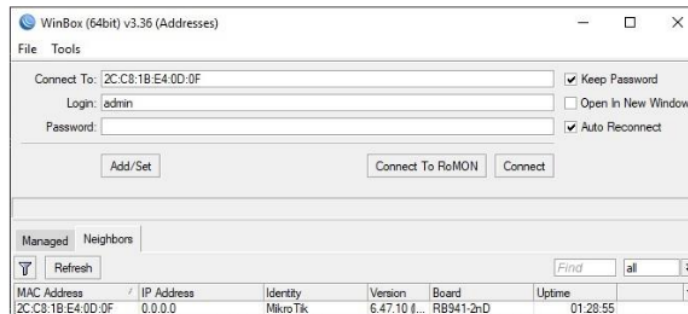 WinBox (64bit) v3.36 (Addresses)
File Tools
Connect To: 2C:C8:1B:E4:0D:0F
Keep Password
Login: admin
Open In New Window
Password:
Auto Reconnect
Add/Set Connect To RoMON Connect
Managed Neighbors
Refresh Find all
MAC Address IP Address Identity Version Board Uptime
2C:C8:1B:E4:0D:0F 0.0.0.0 MikroTik 6.47.10 (... RB941-2nD 01:28:55